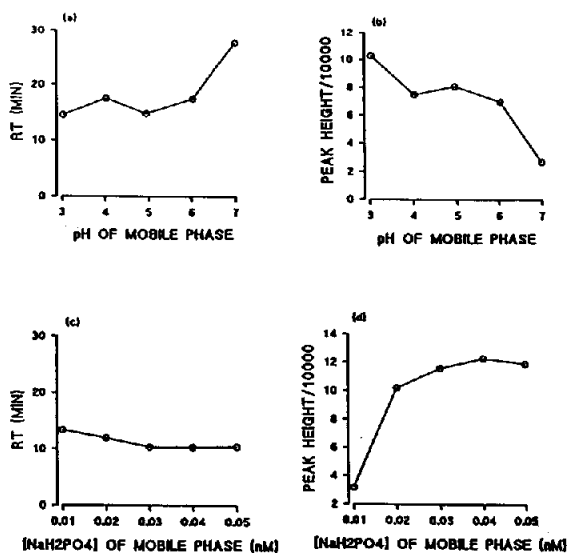 (a)
30
20
10
0
RT (MIN)
3 4 5 6 7
pH OF MOBILE PHASE
(b)
12
10
8
6
4
2
0
PEAK HEIGHT/10000
3 4 5 6 7
pH OF MOBILE PHASE
(c)
30
20
10
0
RT (MIN)
0.01 0.02 0.03 0.04 0.05
[NaH2PO4] OF MOBILE PHASE (nM)
(d)
14
12
10
8
6
4
2
PEAK HEIGHT/10000
0.01 0.02 0.03 0.04 0.05
[NaH2PO4] OF MOBILE PHASE (nM)